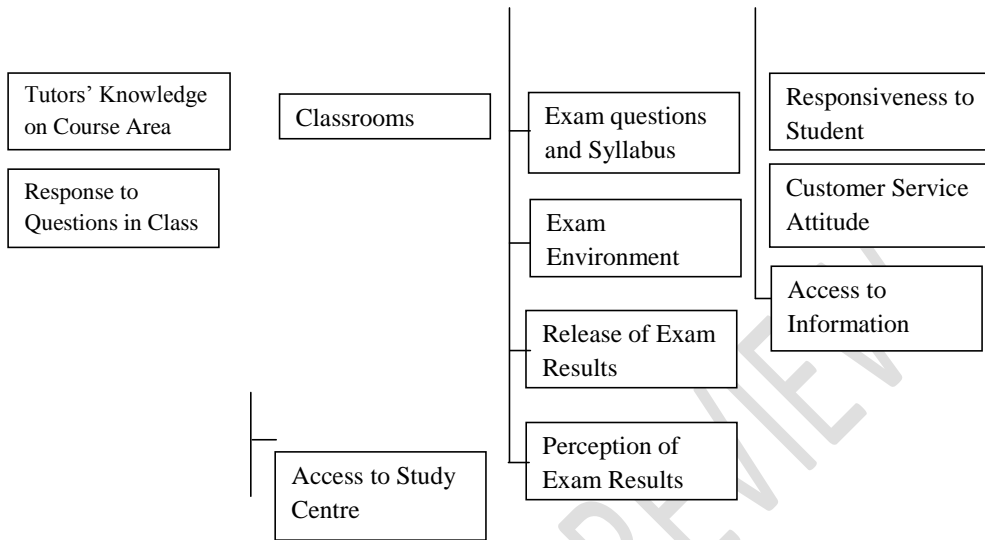 Tutors’ Knowledge
on Course Area
Response to
Questions in Class
Classrooms
Access to Study
Centre
Exam questions
and Syllabus
Exam
Environment
Release of Exam
Results
Perception of
Exam Results
Responsiveness to
Student
Customer Service
Attitude
Access to
Information
REVIEW